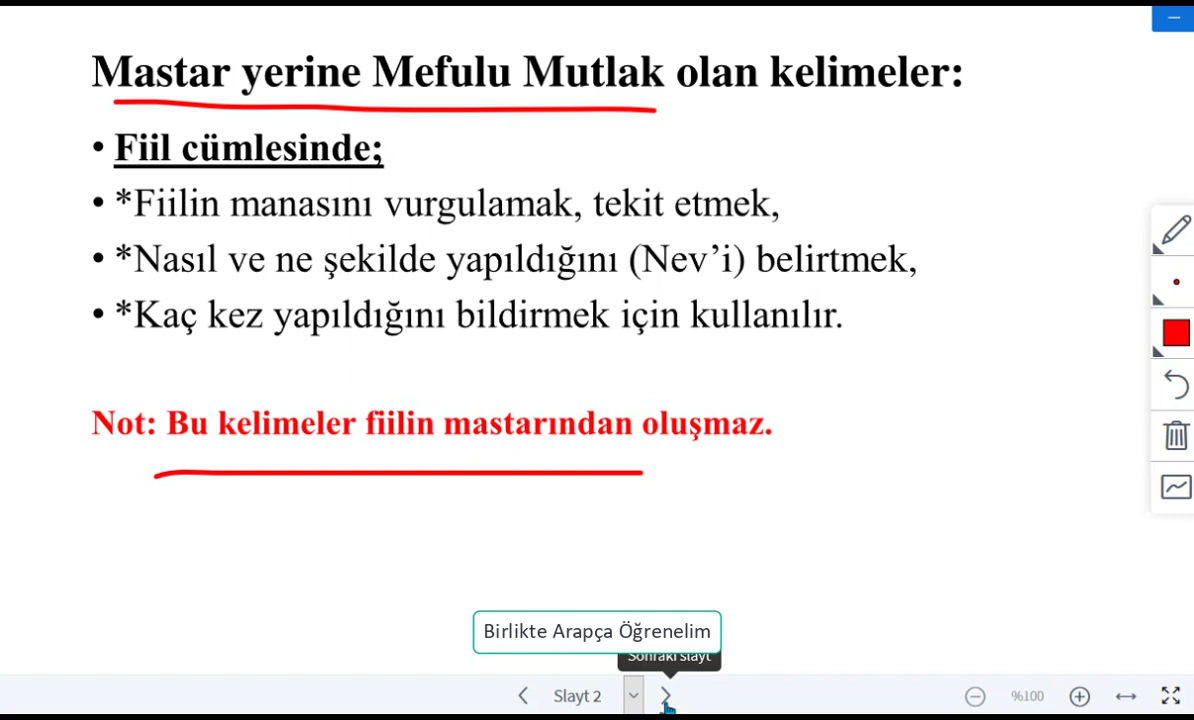 Mastar yerine Mefulu Mutlak olan kelimeler:
• Fiil cümlesinde;
• *Fiilin manasını vurgulamak, tekit etmek,
• *Nasıl ve ne şekilde yapıldığını (Nev’i) belirtmek,
• *Kaç kez yapıldığını bildirmek için kullanılır.
Not: Bu kelimeler fiilin mastarından oluşmaz.
Birlikte Arapça Öğrenelim
Sonraki slayt
Slayt 2
%100